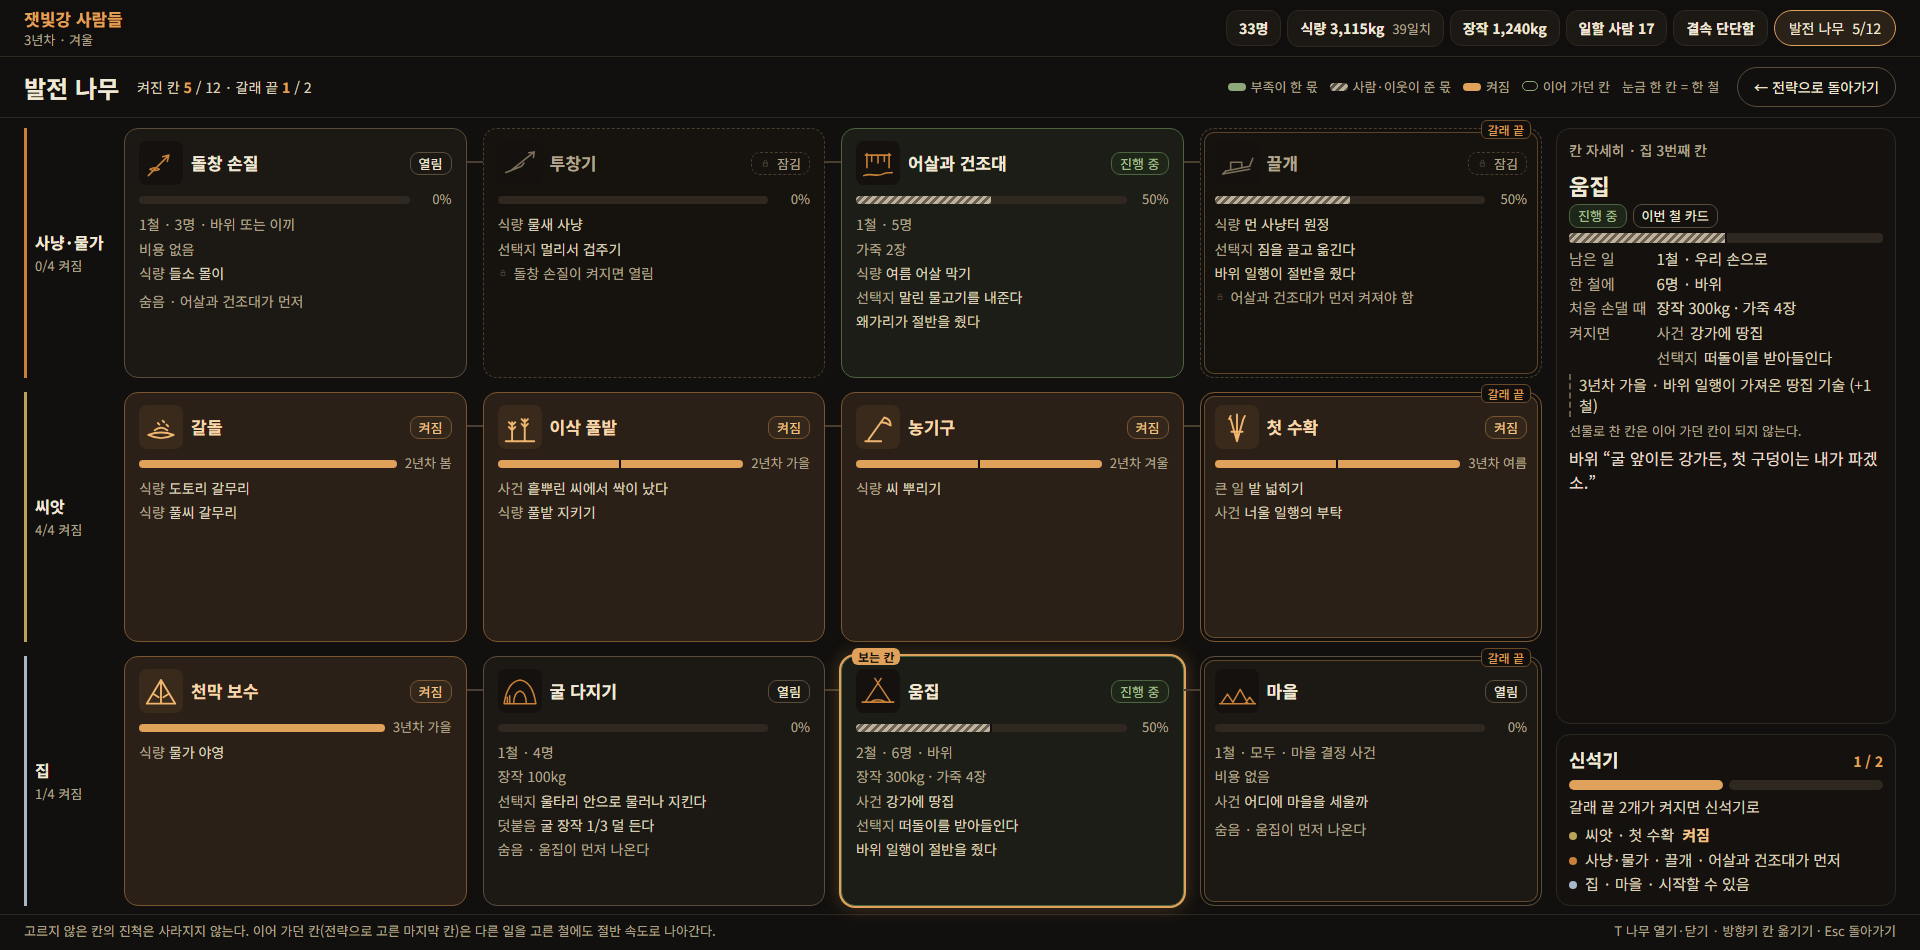 잿빛강 사람들
3년차 · 겨울
33명
식량 3,115kg 39일치
장작 1,240kg
일할 사람 17
결속 단단함
발전 나무 5/12
발전 나무
켜진 칸 5 / 12 · 갈래 끝 1 / 2
부족이 한 몫
사람·이웃이 준 몫
켜짐
이어 가던 칸
눈금 한 칸 = 한 철
← 전략으로 돌아가기
사냥·물가
0/4 켜짐
돌창 손질
열림
0%
1철 · 3명 · 바위 또는 이끼
비용 없음
식량 들소 몰이
숨음 · 어살과 건조대가 먼저
투창기
잠김
0%
식량 물새 사냥
선택지 멀리서 겁주기
돌창 손질이 켜지면 열림
어살과 건조대
진행 중
50%
1철 · 5명
가죽 2장
식량 여름 어살 막기
선택지 말린 물고기를 내준다
왜가리가 절반을 줬다
갈래 끝
끌개
잠김
50%
식량 먼 사냥터 원정
선택지 짐을 끌고 옮긴다
바위 일행이 절반을 줬다
어살과 건조대가 먼저 켜져야 함
씨앗
4/4 켜짐
갈돌
켜짐
2년차 봄
식량 도토리 갈무리
식량 풀씨 갈무리
이삭 풀밭
켜짐
2년차 가을
사건 흩뿌린 씨에서 싹이 났다
식량 풀밭 지키기
농기구
켜짐
2년차 겨울
식량 씨 뿌리기
갈래 끝
첫 수확
켜짐
3년차 여름
큰 일 밭 넓히기
사건 너울 일행의 부탁
집
1/4 켜짐
천막 보수
켜짐
3년차 가을
식량 물가 야영
굴 다지기
열림
0%
1철 · 4명
장작 100kg
선택지 울타리 안으로 물러나 지킨다
덧붙음 굴 장작 1/3 덜 든다
숨음 · 움집이 먼저 나온다
보는 칸
움집
진행 중
50%
2철 · 6명 · 바위
장작 300kg · 가죽 4장
사건 강가에 땅집
선택지 떠돌이를 받아들인다
바위 일행이 절반을 줬다
갈래 끝
마을
열림
0%
1철 · 모두 · 마을 결정 사건
비용 없음
사건 어디에 마을을 세울까
숨음 · 움집이 먼저 나온다
칸 자세히 · 집 3번째 칸
움집
진행 중
이번 철 카드
남은 일 1철 · 우리 손으로
한 철에 6명 · 바위
처음 손댈 때 장작 300kg · 가죽 4장
켜지면 사건 강가에 땅집
선택지 떠돌이를 받아들인다
3년차 가을 · 바위 일행이 가져온 땅집 기술 (+1
철)
선물로 찬 칸은 이어 가던 칸이 되지 않는다.
바위 “굴 앞이든 강가든, 첫 구덩이는 내가 파겠
소.”
신석기
1 / 2
갈래 끝 2개가 켜지면 신석기로
씨앗 · 첫 수확 켜짐
사냥·물가 · 끌개 · 어살과 건조대가 먼저
집 · 마을 · 시작할 수 있음
고르지 않은 칸의 진척은 사라지지 않는다. 이어 가던 칸(전략으로 고른 마지막 칸)은 다른 일을 고른 철에도 절반 속도로 나아간다.
T 나무 열기·닫기 · 방향키 칸 옮기기 · Esc 돌아가기